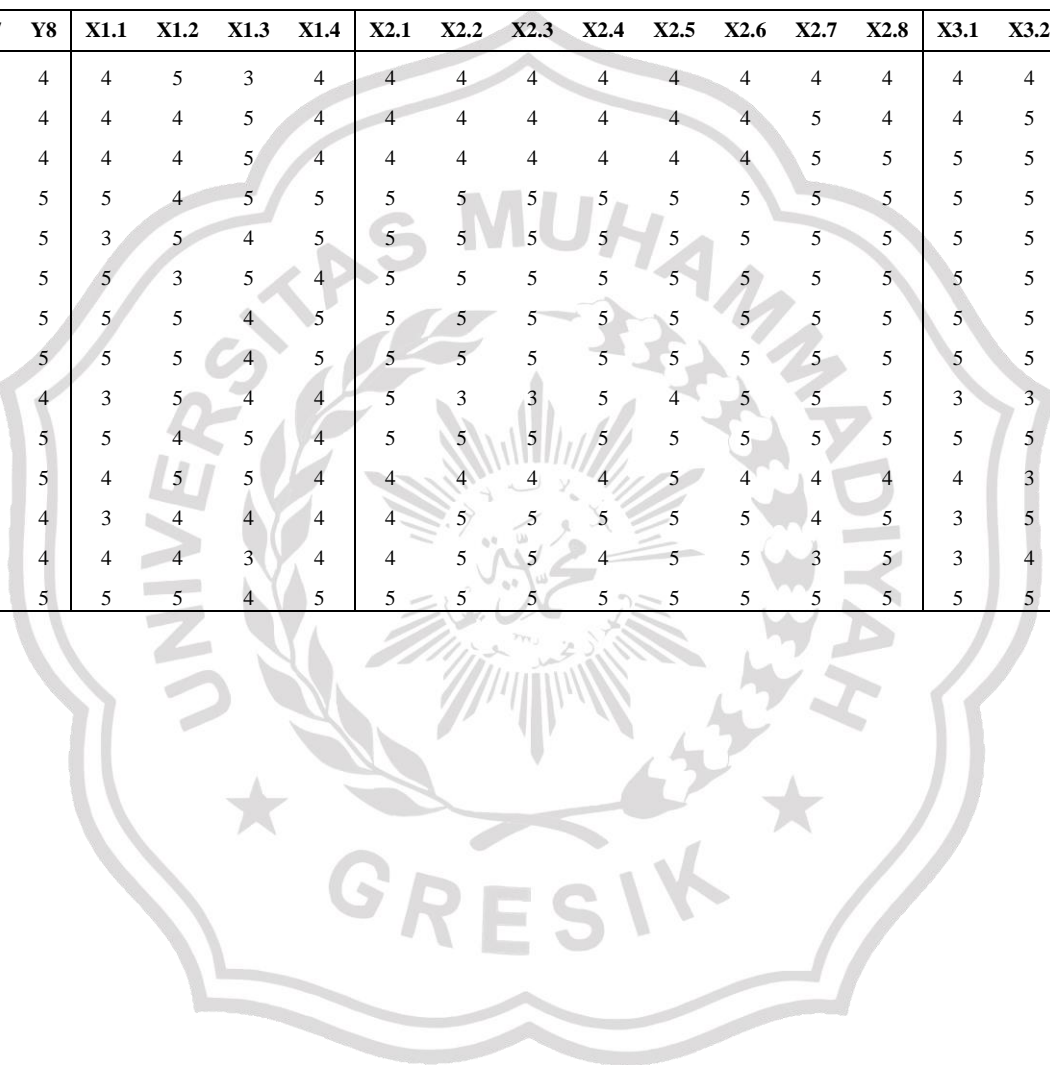 Y8 X1.1 X1.2 X1.3 X1.4 X2.1 X2.2 X2.3 X2.4 X2.5 X2.6 X2.7 X2.8 X3.1 X3.2
4 4 5 3 4 4 4 4 4 4 4 4 4 4 4
4 4 4 5 4 4 4 4 4 4 4 5 4 4 5
4 4 4 5 4 4 4 4 4 4 4 5 5 5 5
5 5 4 5 5 5 5 5 5 5 5 5 5 5 5
5 3 5 4 5 5 5 5 5 5 5 5 5 5 5
5 5 3 5 4 5 5 5 5 5 5 5 5 5 5
5 5 5 4 5 5 5 5 5 5 5 5 5 5 5
5 5 5 4 5 5 5 5 5 5 5 5 5 5 5
4 3 5 4 4 5 3 3 5 4 5 5 5 3 3
5 5 4 5 4 5 5 5 5 5 5 5 5 5 5
5 4 5 5 4 4 4 4 4 5 4 4 4 4 3
4 3 4 4 4 4 5 5 5 5 5 4 5 3 5
4 4 4 3 4 4 5 5 4 5 5 3 5 3 4
5 5 5 4 5 5 5 5 5 5 5 5 5 5 5
UNIVERSITAS MUHAMMADIYAH
GRESIK